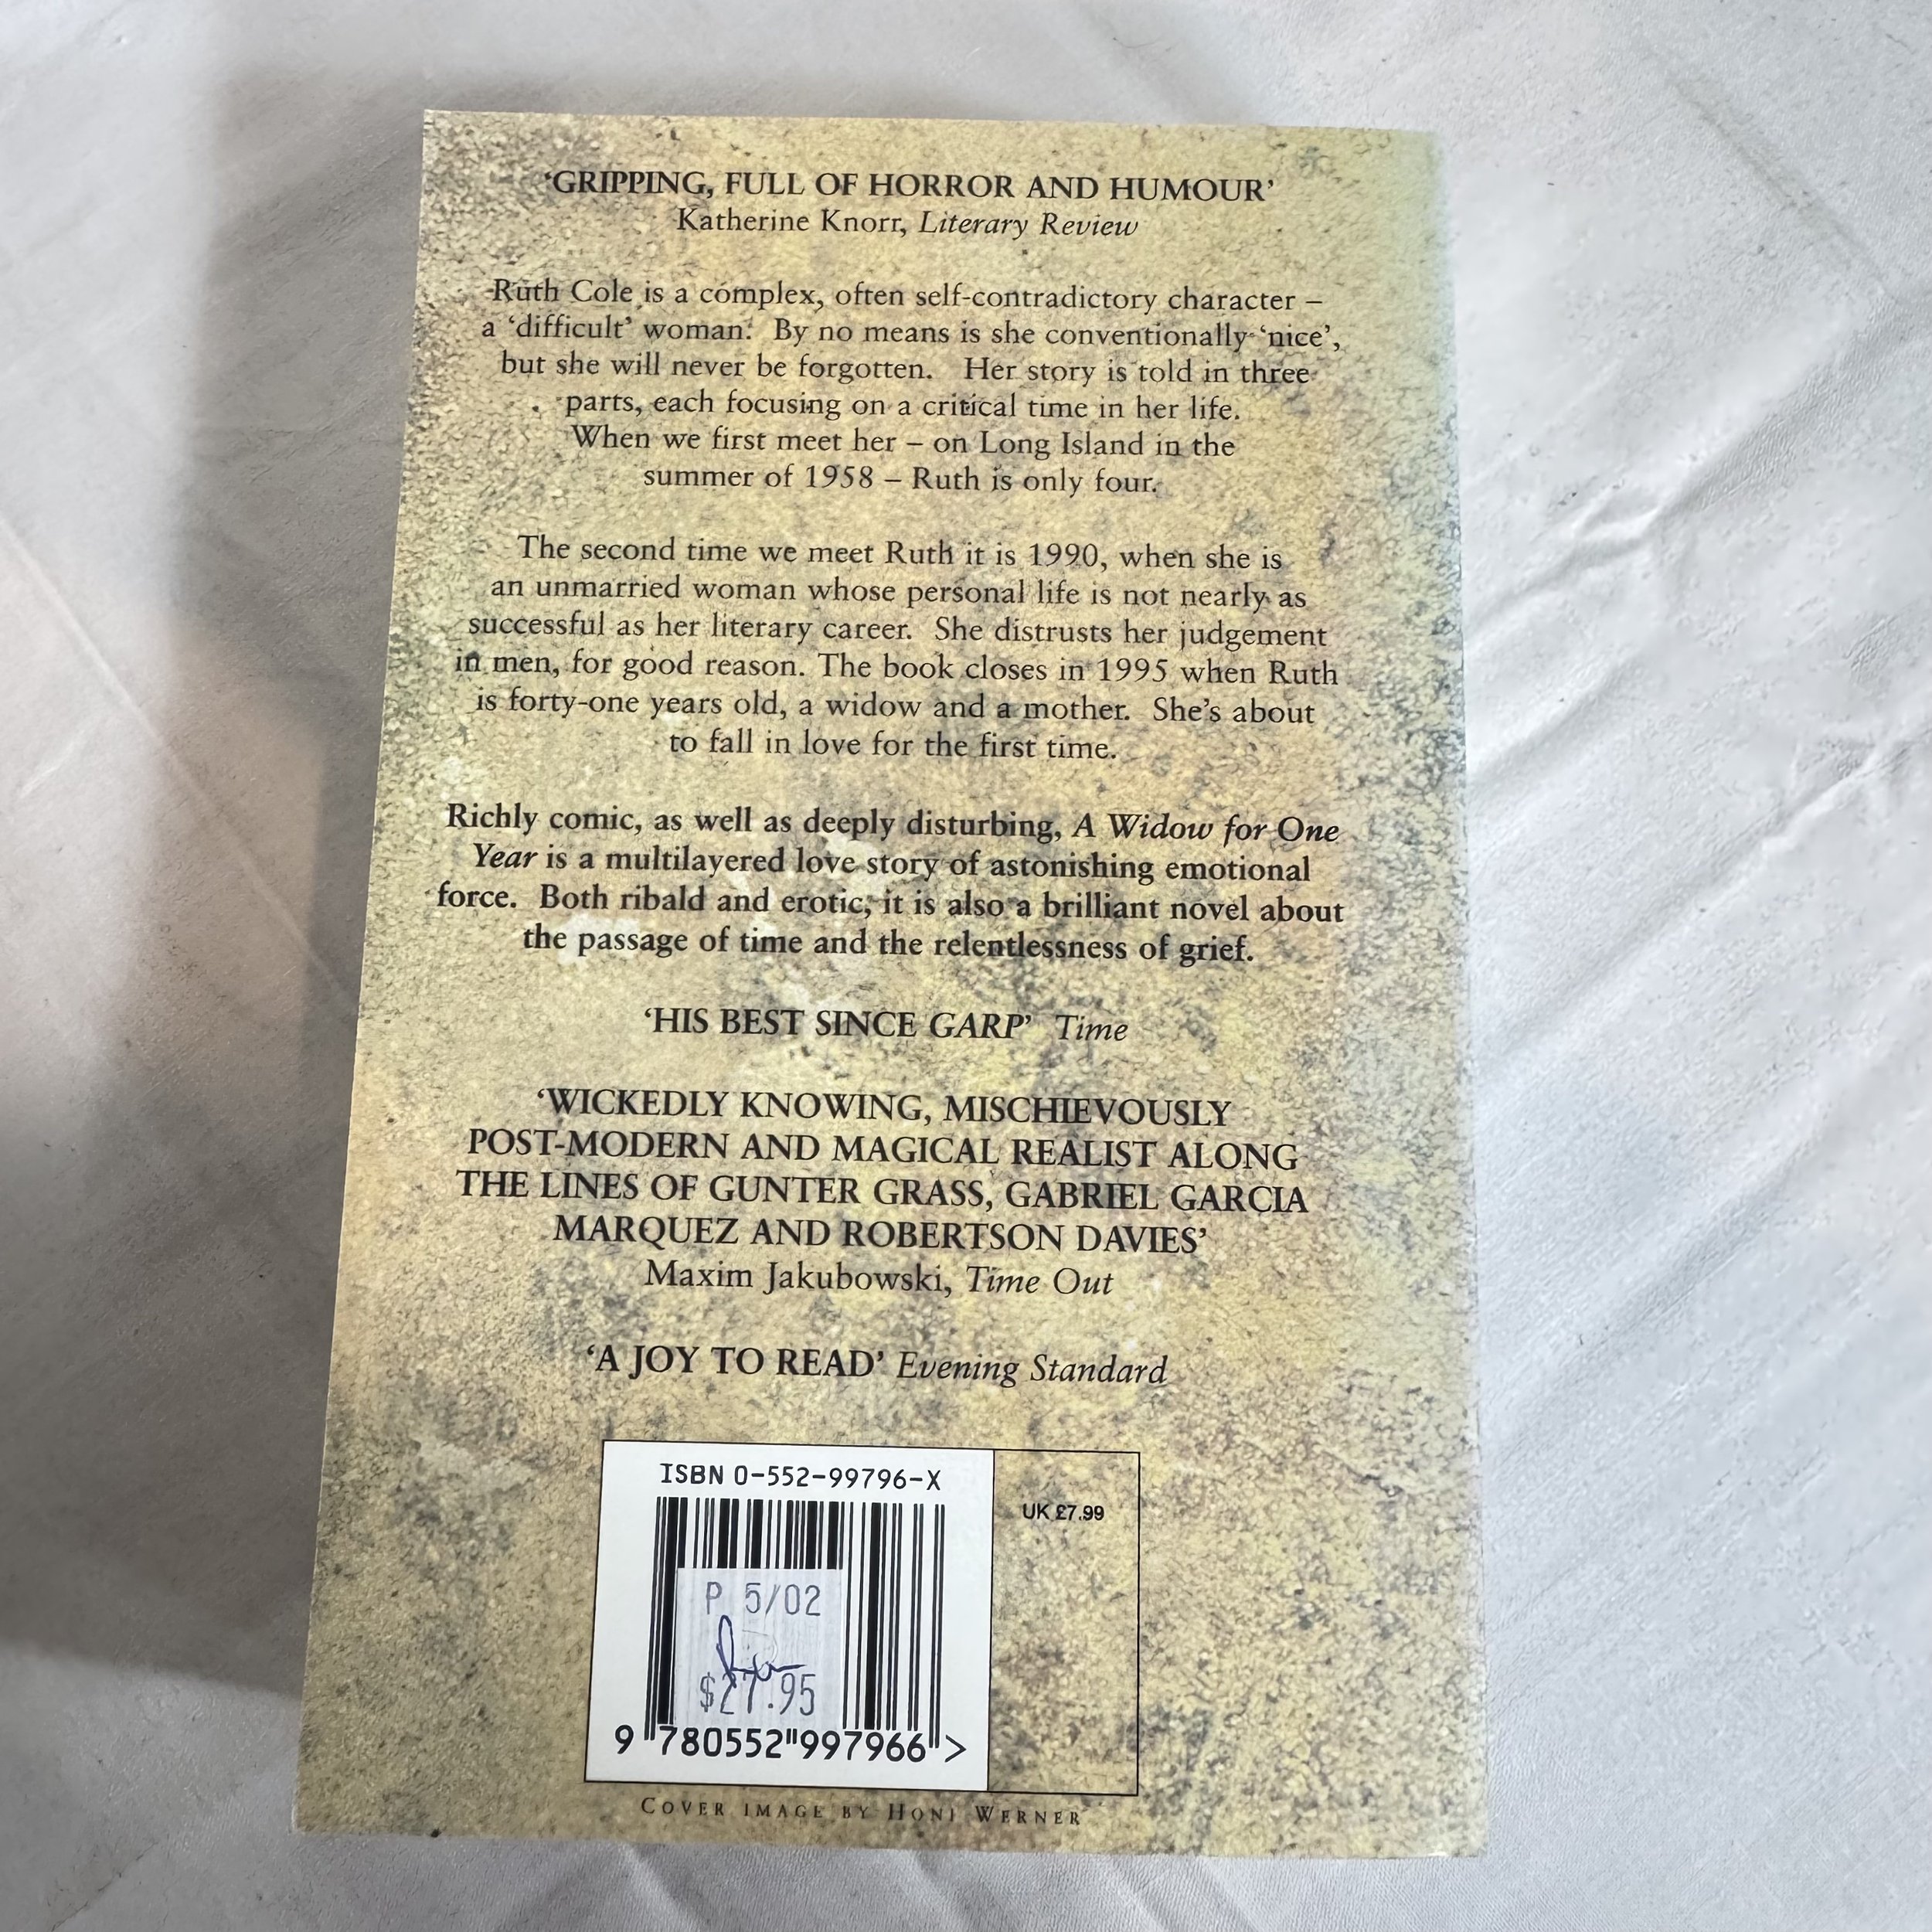 ‘GRIPPING, FULL OF HORROR AND HUMOUR’
Katherine Knorr, Literary Review
Ruth Cole is a complex, often self-contradictory character –
a ‘difficult’ woman. By no means is she conventionally ‘nice’,
but she will never be forgotten. Her story is told in three
parts, each focusing on a critical time in her life.
When we first meet her – on Long Island in the
summer of 1958 – Ruth is only four.
The second time we meet Ruth it is 1990, when she is
an unmarried woman whose personal life is not nearly as
successful as her literary career. She distrusts her judgement
in men, for good reason. The book closes in 1995 when Ruth
is forty-one years old, a widow and a mother. She’s about
to fall in love for the first time.
Richly comic, as well as deeply disturbing, A Widow for One
Year is a multilayered love story of astonishing emotional
force. Both ribald and erotic, it is also a brilliant novel about
the passage of time and the relentlessness of grief.
‘HIS BEST SINCE GARP’ Time
‘WICKEDLY KNOWING, MISCHIEVOUSLY
POST-MODERN AND MAGICAL REALIST ALONG
THE LINES OF GUNTER GRASS, GABRIEL GARCIA
MARQUEZ AND ROBERTSON DAVIES’
Maxim Jakubowski, Time Out
‘A JOY TO READ’ Evening Standard
ISBN 0-552-99796-X
UK £7.99
P 5/02
$27.95
9 780552 997966 >
COVER IMAGE BY HONI WERNER